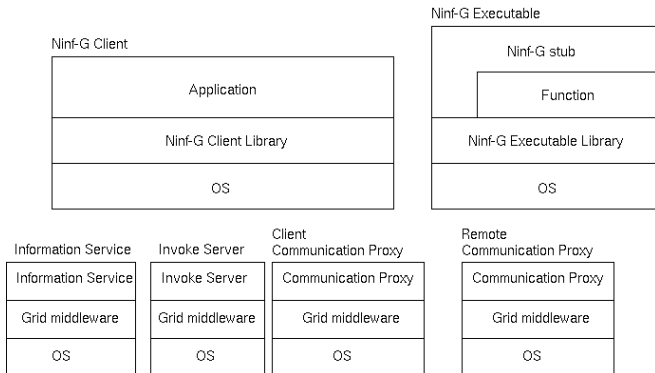 Ninf-G Client
Application
Ninf-G Client Library
OS
Ninf-G Executable
Ninf-G stub
Function
Ninf-G Executable Library
OS
Information Service
Information Service
Grid middleware
OS
Invoke Server
Invoke Server
Grid middleware
OS
Client
Communication Proxy
Communication Proxy
Grid middleware
OS
Remote
Communication Proxy
Communication Proxy
Grid middleware
OS